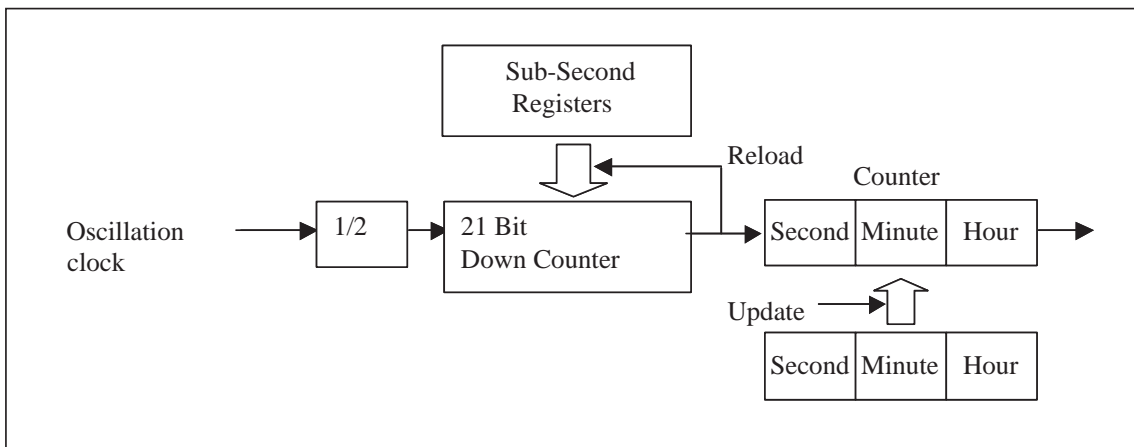 Sub-Second
Registers
Reload
Counter
Oscillation
clock
1/2
21 Bit
Down Counter
Second Minute Hour
Update
Second Minute Hour